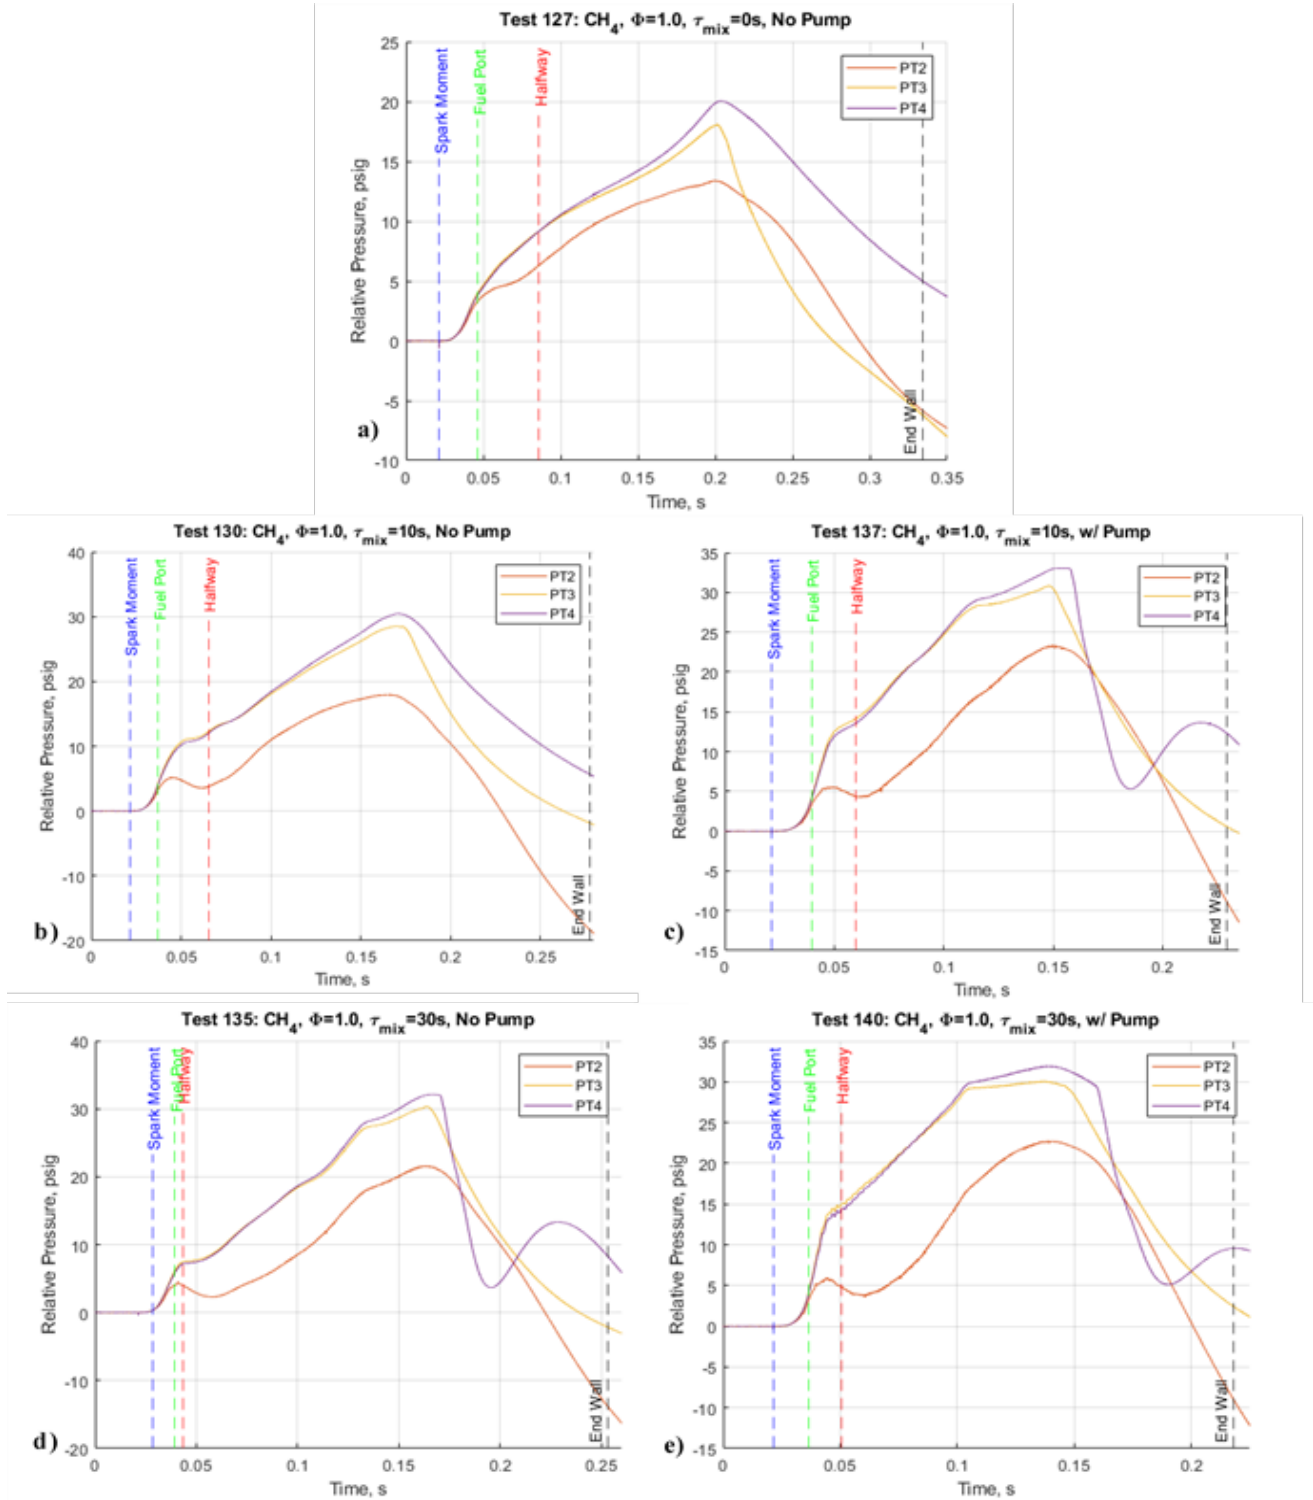 Test 127: CH4, Φ=1.0, τmix=0s, No Pump
25
20
15
10
5
0
-5
-10
Relative Pressure, psig
Spark Moment
Fuel Port
Halfway
End Wall
PT2
PT3
PT4
a)
0 0.05 0.1 0.15 0.2 0.25 0.3 0.35
Time, s
Test 130: CH4, Φ=1.0, τmix=10s, No Pump
40
30
20
10
0
-10
-20
Relative Pressure, psig
Spark Moment
Fuel Port
Halfway
End Wall
PT2
PT3
PT4
b)
0 0.05 0.1 0.15 0.2 0.25
Time, s
Test 137: CH4, Φ=1.0, τmix=10s, w/ Pump
35
30
25
20
15
10
5
0
-5
-10
-15
Relative Pressure, psig
Spark Moment
Fuel Port
Halfway
End Wall
PT2
PT3
PT4
c)
0 0.05 0.1 0.15 0.2
Time, s
Test 135: CH4, Φ=1.0, τmix=30s, No Pump
40
30
20
10
0
-10
-20
Relative Pressure, psig
Spark Moment
Fuel Port
Halfway
End Wall
PT2
PT3
PT4
d)
0 0.05 0.1 0.15 0.2 0.25
Time, s
Test 140: CH4, Φ=1.0, τmix=30s, w/ Pump
35
30
25
20
15
10
5
0
-5
-10
-15
Relative Pressure, psig
Spark Moment
Fuel Port
Halfway
End Wall
PT2
PT3
PT4
e)
0 0.05 0.1 0.15 0.2
Time, s